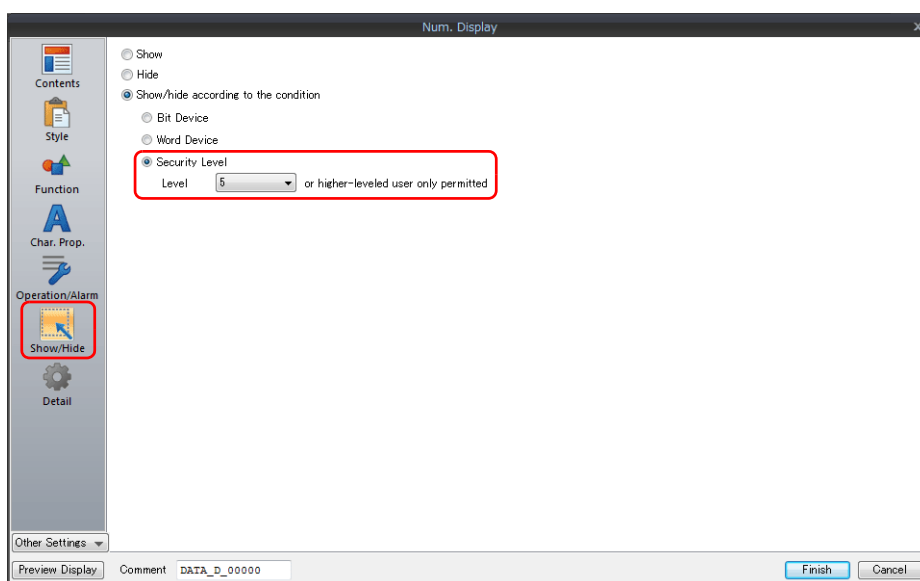 Num. Display
Contents
Style
Function
Char. Prop.
Operation/Alarm
Show/Hide
Detail
Other Settings
Show
Hide
Show/hide according to the condition
Bit Device
Word Device
Security Level
Level 5 or higher-leveled user only permitted
Preview Display Comment DATA_D_00000 Finish Cancel